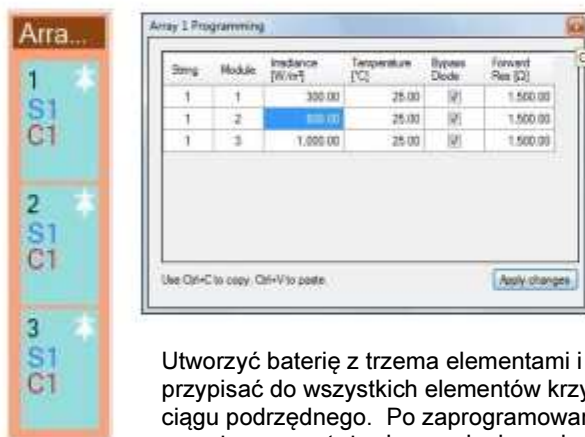 Arra...
1
S1
C1
2
S1
C1
3
S1
C1
Array 1 Programming
String Module Irradiance [W/m²] Temperature [°C] Bypass Diode Forward Res [Ω]
1 1 300.00 25.00 1.500.00
1 2 800.00 25.00 1.500.00
1 3 1,000.00 25.00 1.500.00
Use Ctrl+C to copy. Ctrl+V to paste.
Apply changes
Utworzyć baterię z trzema elementami i
przypisać do wszystkich elementów krzy
ciągu podrzędnego. Po zaprogramowan